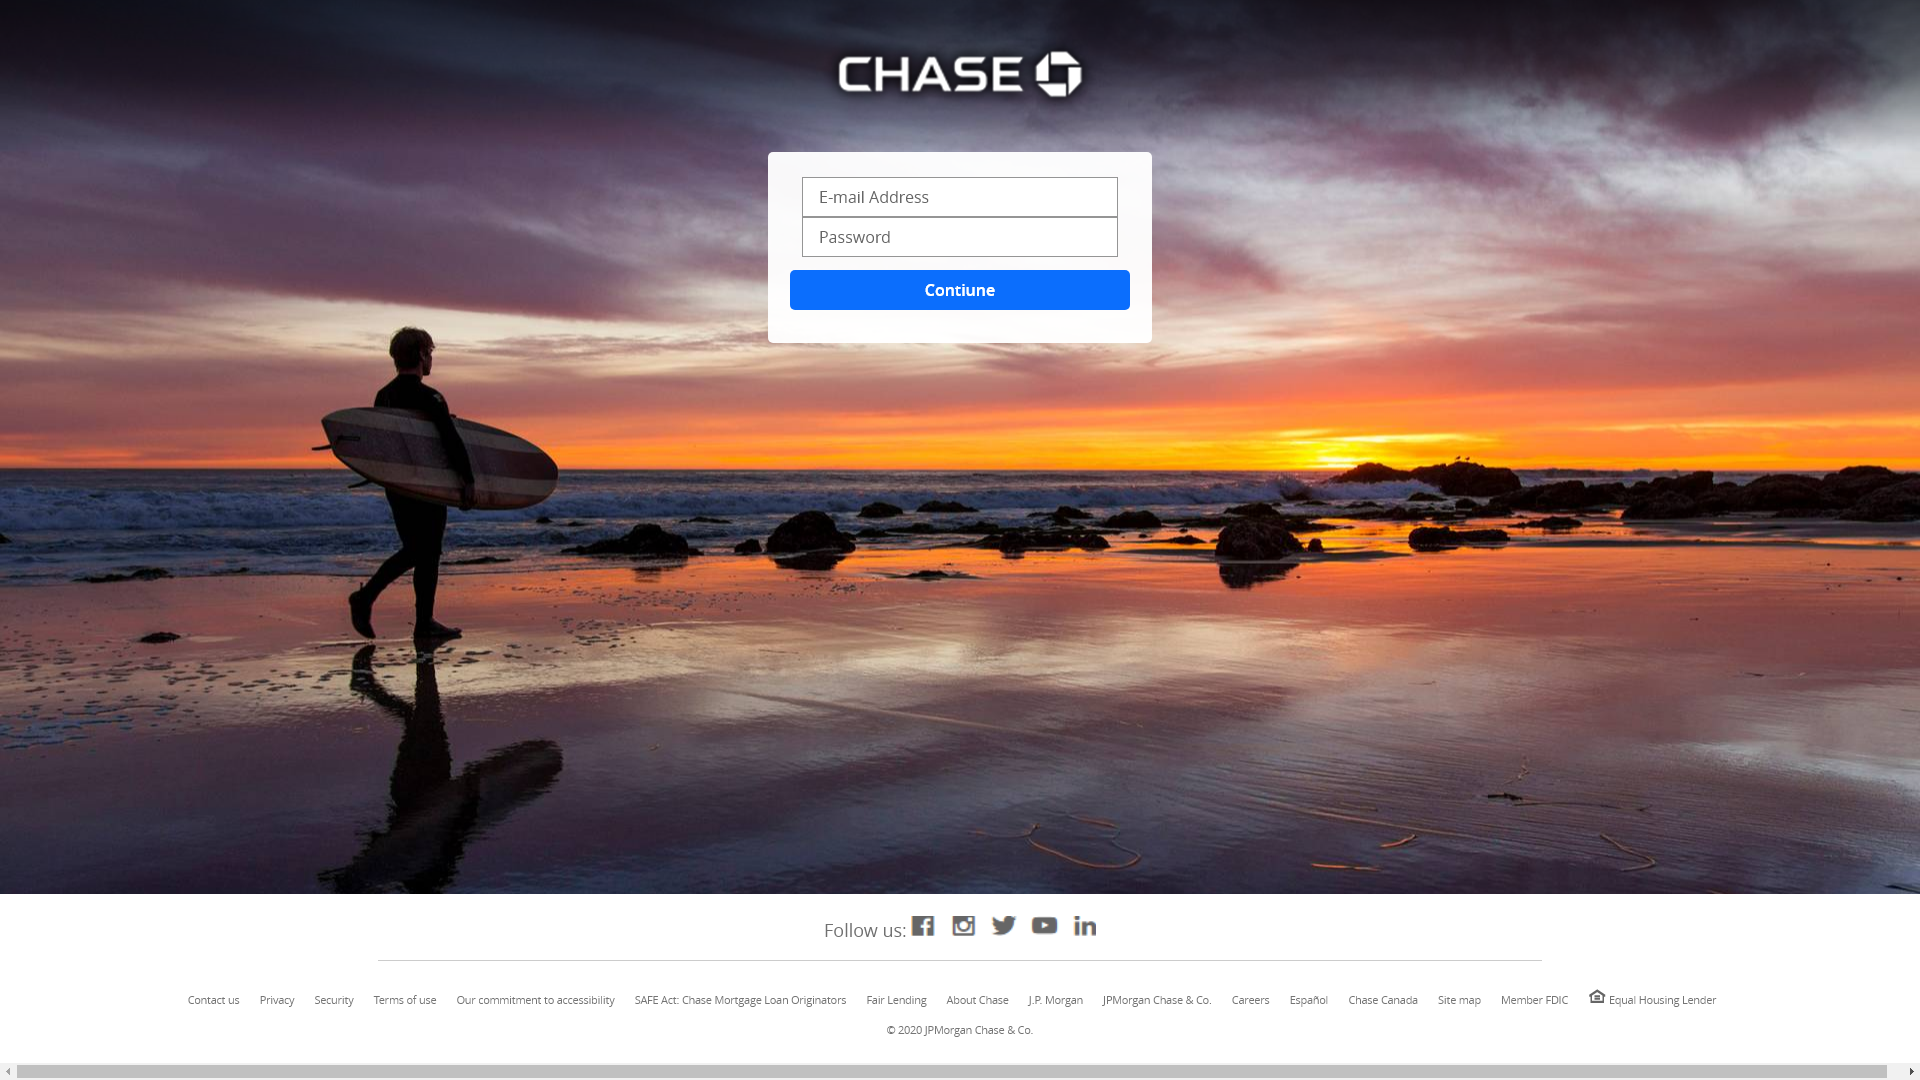 CHASE
E-mail Address
Password
Contiune
Follow us:
Contact us Privacy Security Terms of use Our commitment to accessibility SAFE Act: Chase Mortgage Loan Originators Fair Lending About Chase J.P. Morgan JPMorgan Chase & Co. Careers Español Chase Canada Site map Member FDIC Equal Housing Lender
© 2020 JPMorgan Chase & Co.